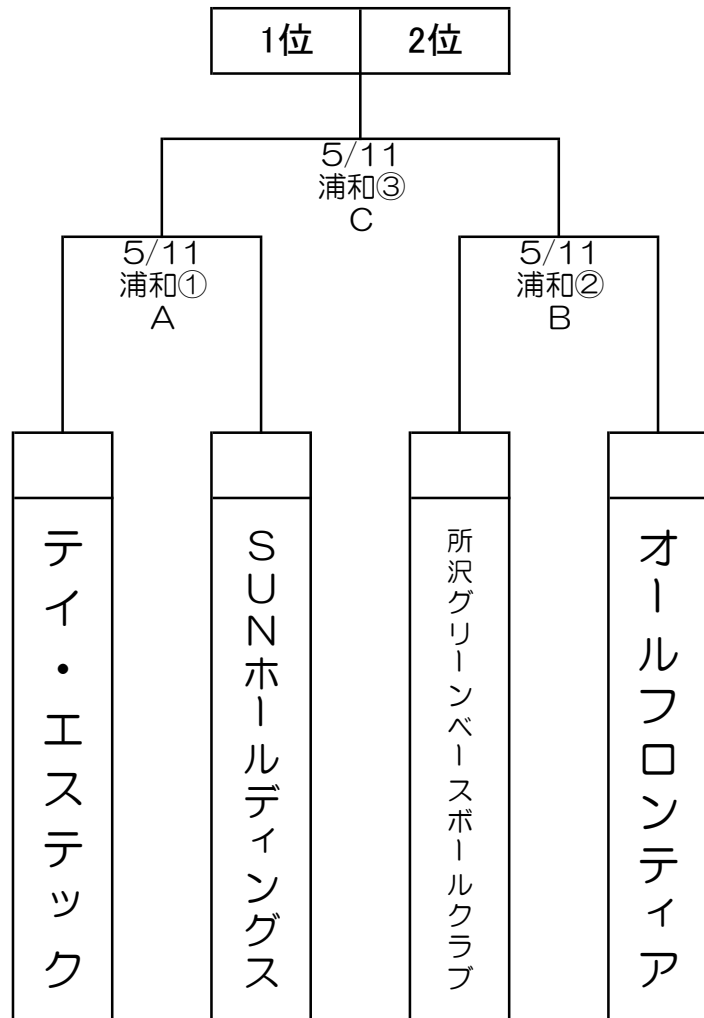 1位 2位
5/11
浦和③
C
5/11
浦和①
A
5/11
浦和②
B
テイ・エステック
SUNホールディングス
所沢グリーンベースボールクラブ
オールフロンティア